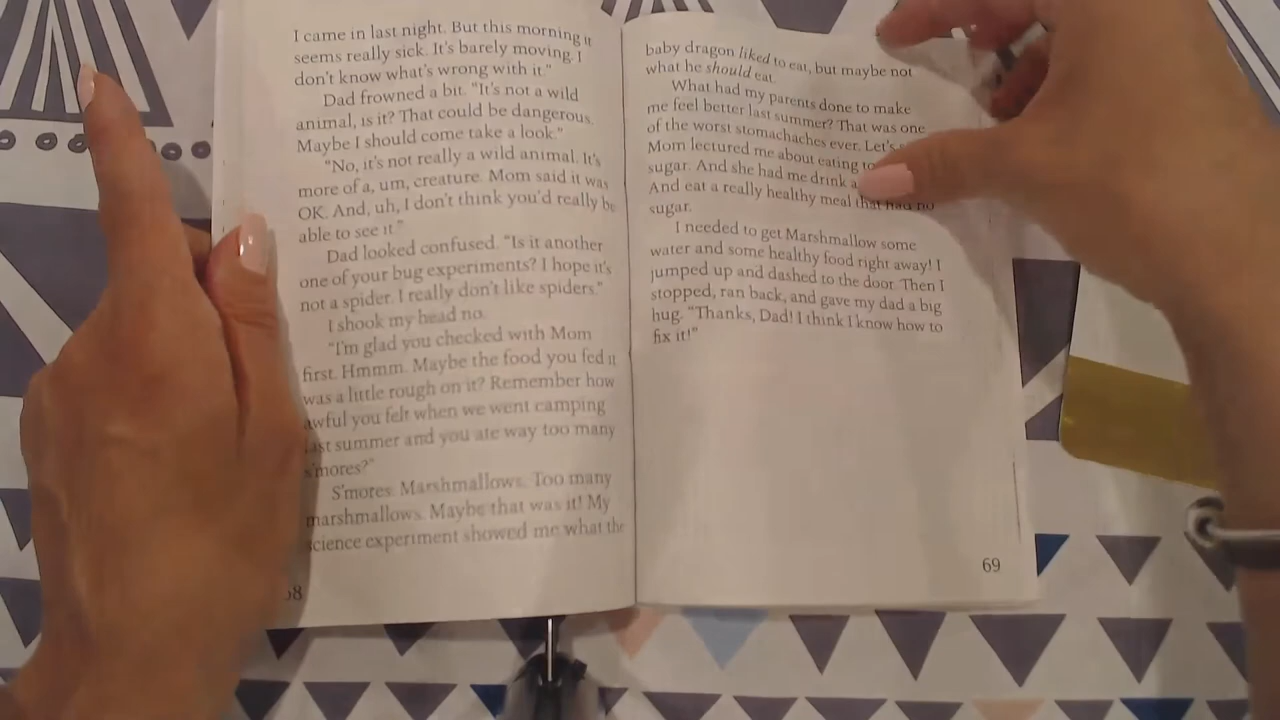 I came in last night. But this morning it
seems really sick. It's barely moving. I
don't know what's wrong with it."
Dad frowned a bit. "It's not a wild
animal, is it? That could be dangerous.
Maybe I should come take a look."
"No, it's not really a wild animal. It's
more of a, um, creature. Mom said it was
OK. And, uh, I don't think you'd really be
able to see it."
Dad looked confused. "Is it another
one of your bug experiments? I hope it's
not a spider. I really don't like spiders."
I shook my head no.
"I'm glad you checked with Mom
first. Hmmm. Maybe the food you fed it
was a little rough on it? Remember how
awful you felt when we went camping
last summer and you ate way too many
s'mores?"
S'mores. Marshmallows. Too many
marshmallows. Maybe that was it! My
science experiment showed me what the
68
baby dragon liked to eat, but maybe not
what he should eat.
What had my parents done to make
me feel better last summer? That was one
of the worst stomachaches ever. Let's
Mom lectured me about eating
sugar. And she had me drink
And eat a really healthy meal that had no
sugar.
I needed to get Marshmallow some
water and some healthy food right away! I
jumped up and dashed to the door. Then I
stopped, ran back, and gave my dad a big
hug. "Thanks, Dad! I think I know how to
fix it!"
69